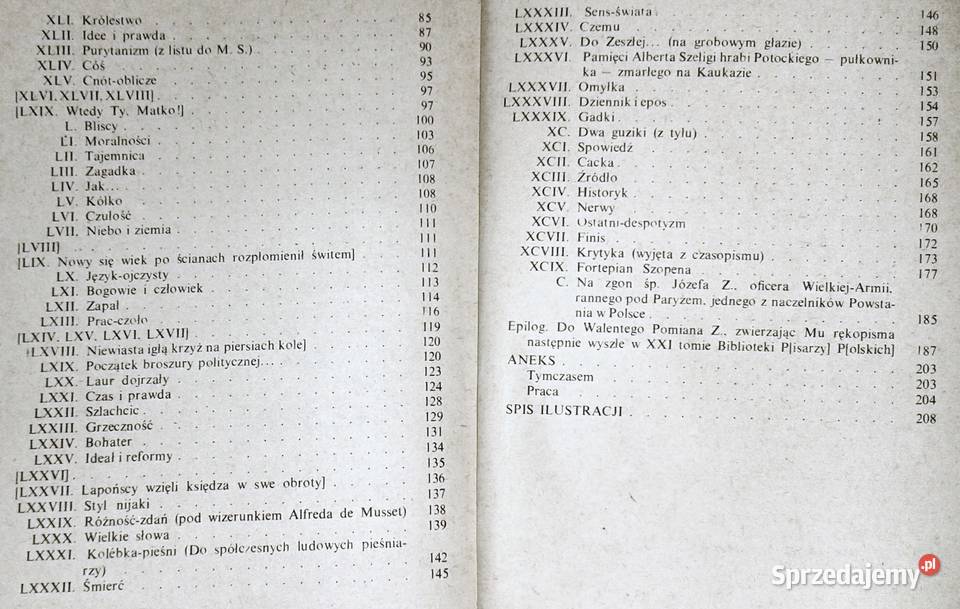 XLI. Królestwo 85
XLII. Idee i prawda 87
XLIII. Purytanizm (z listu do M. S.) 90
XLIV. Cóś 93
XLV. Cnót-oblicze 95
[XLVI, XLVII, XLVIII] 97
[LXIX. Wtedy Ty, Matko!] 97
L. Bliscy 100
LI. Moralności 103
LII. Tajemnica 106
LIII. Zagadka 107
LIV. Jak... 108
LV. Kółko 108
LVI. Czułość 110
LVII. Niebo i ziemia 111
[LVIII] 111
[LIX. Nowy się wiek po ścianach rozpłomienił świtem] 111
LX. Język-ojczysty 112
LXI. Bogowie i człowiek 113
LXII. Zapał 114
LXIII. Prac-czoło 116
[LXIV, LXV, LXVI, LXVII] 119
[LXVIII. Niewiasta igłą krzyż na piersiach kole] 120
LXIX. Początek broszury politycznej... 120
LXX. Laur dojrzały 123
LXXI. Czas i prawda 124
LXXII. Szlachcic 128
LXXIII. Grzeczność 129
LXXIV. Bohater 131
LXXV. Ideał i reformy 134
[LXXVI] 135
[LXXVII. Lapońscy wzięli księdza w swe obroty] 136
LXXVIII. Styl nijaki 137
LXXIX. Różność-zdań (pod wizerunkiem Alfreda de Musset) 138
LXXX. Wielkie słowa 139
LXXXI. Kolébka-pieśni (Do spółczesnych ludowych pieśnia-
rzy) 142
LXXXII. Śmierć 145
LXXXIII. Sens-świata 146
LXXXIV. Czemu 148
LXXXV. Do Zeszłej... (na grobowym głazie) 150
LXXXVI. Pamięci Alberta Szeligi hrabi Potockiego — pułkowni-
ka — zmarłego na Kaukazie 151
LXXXVII. Omyłka 153
LXXXVIII. Dziennik i epos 154
LXXXIX. Gadki 157
XC. Dwa guziki (z tyłu) 158
XCI. Spowiedź 161
XCII. Cacka 162
XCIII. Źródło 165
XCIV. Historyk 168
XCV. Nerwy 168
XCVI. Ostatni-despotyzm 170
XCVII. Finis 172
XCVIII. Krytyka (wyjęta z czasopismu) 173
XCIX. Fortepian Szopena 177
C. Na zgon śp. Józefa Z., oficera Wielkiej-Armii,
rannego pod Paryżem, jednego z naczelników Powsta-
nia w Polsce 185
Epilog. Do Walentego Pomiana Z., zwierzając Mu rękopisma
następnie wyszłe w XXI tomie Biblioteki P[isarzy] P[olskich] 187
ANEKS 203
Tymczasem 203
Praca 204
SPIS ILUSTRACJI 208
Sprzedajemy.pl